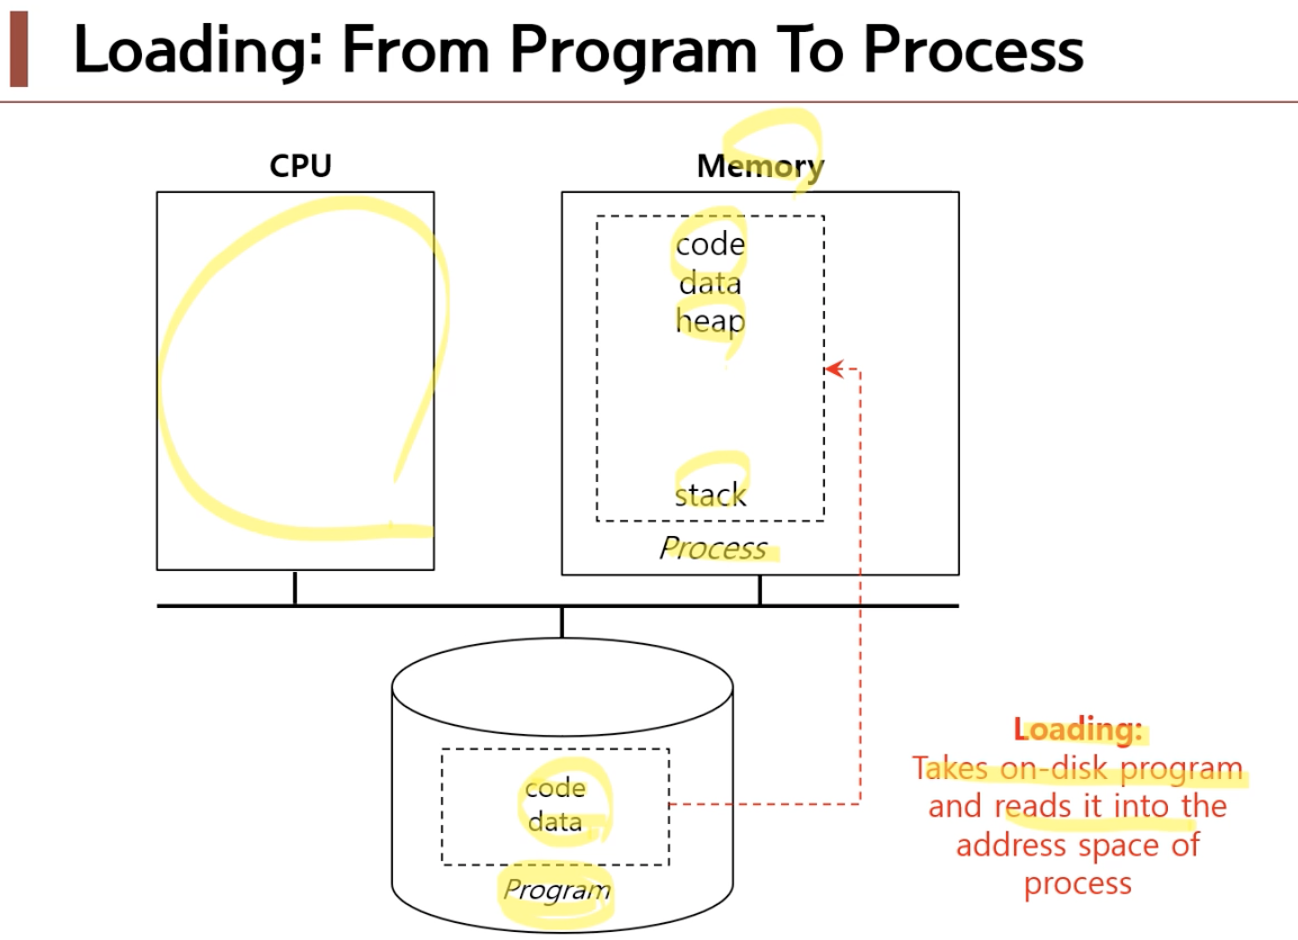 Loading: From Program To Process
CPU
Memory
code
data
heap
stack
Process
code
data
Program
Loading:
Takes on-disk program
and reads it into the
address space of
process